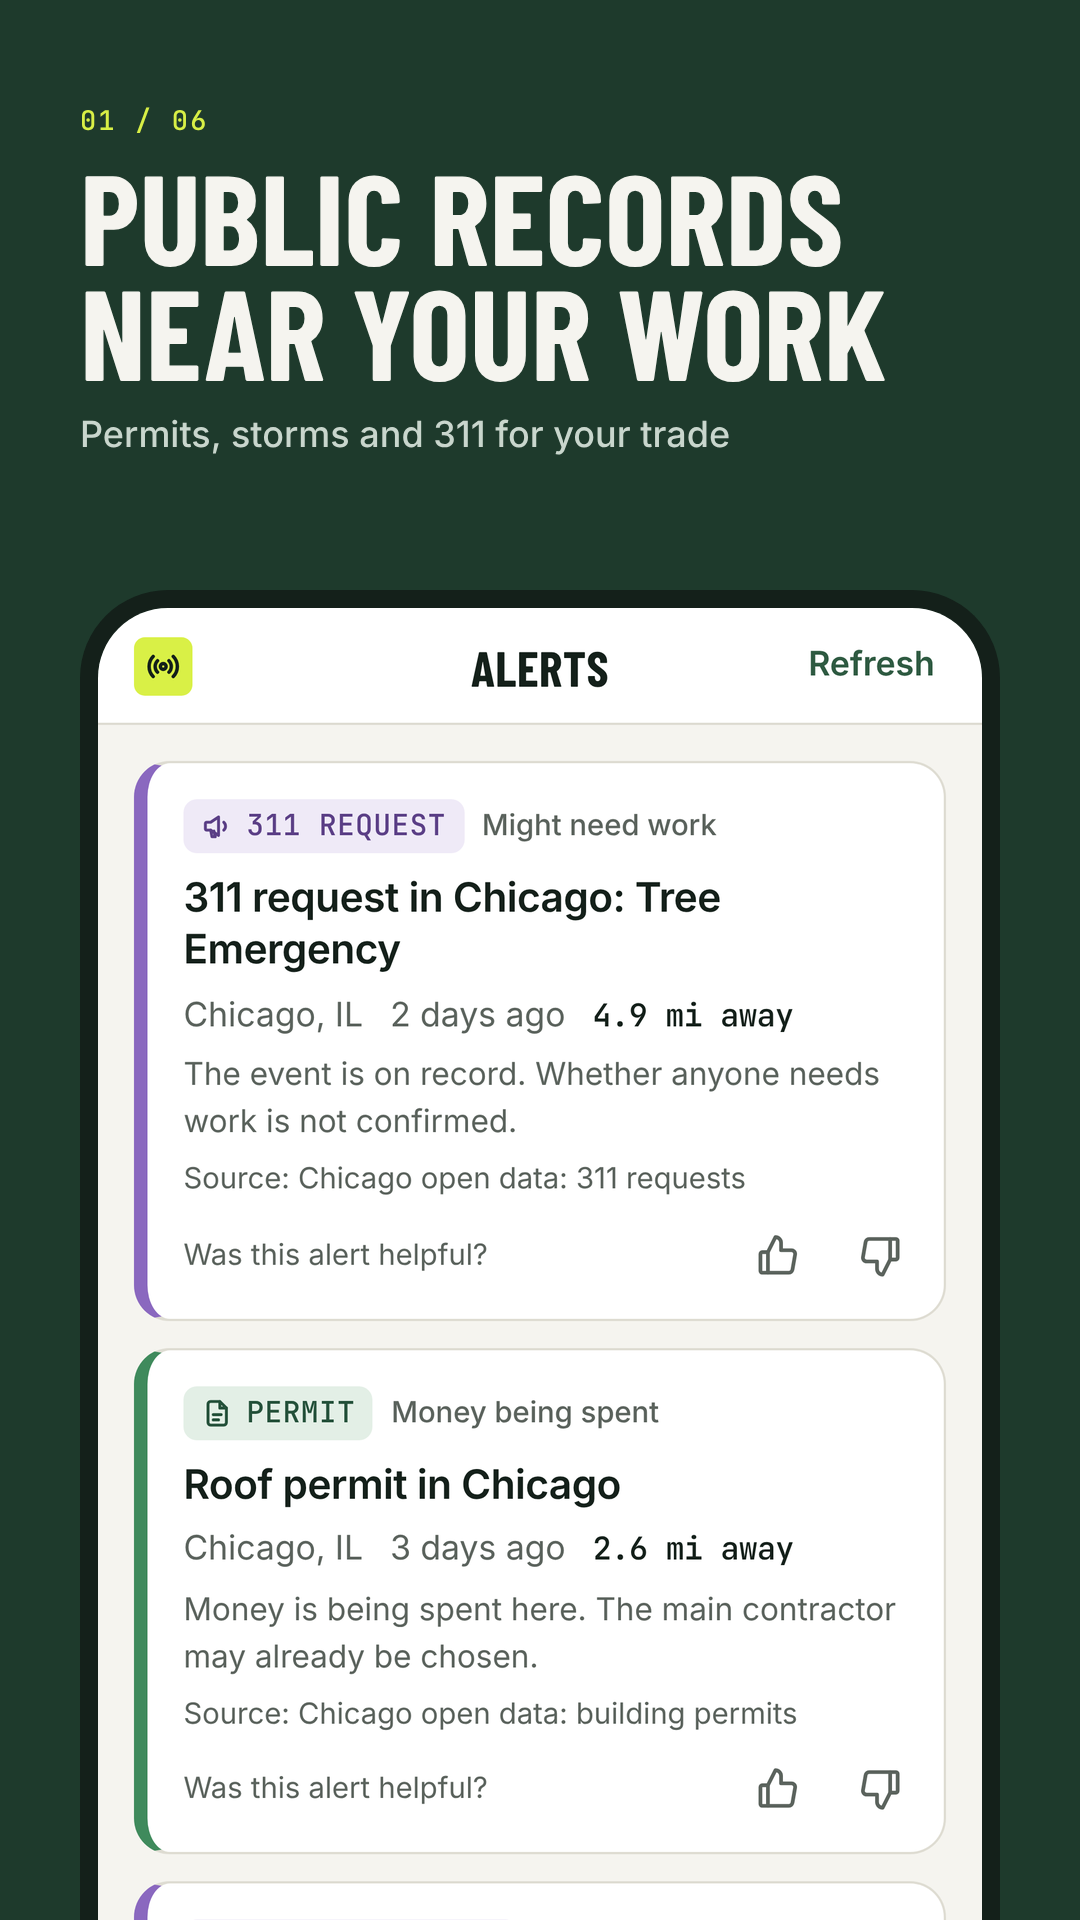 01 / 06
PUBLIC RECORDS
NEAR YOUR WORK
Permits, storms and 311 for your trade
ALERTS
Refresh
311 REQUEST
Might need work
311 request in Chicago: Tree
Emergency
Chicago, IL 2 days ago 4.9 mi away
The event is on record. Whether anyone needs
work is not confirmed.
Source: Chicago open data: 311 requests
Was this alert helpful?
PERMIT
Money being spent
Roof permit in Chicago
Chicago, IL 3 days ago 2.6 mi away
Money is being spent here. The main contractor
may already be chosen.
Source: Chicago open data: building permits
Was this alert helpful?